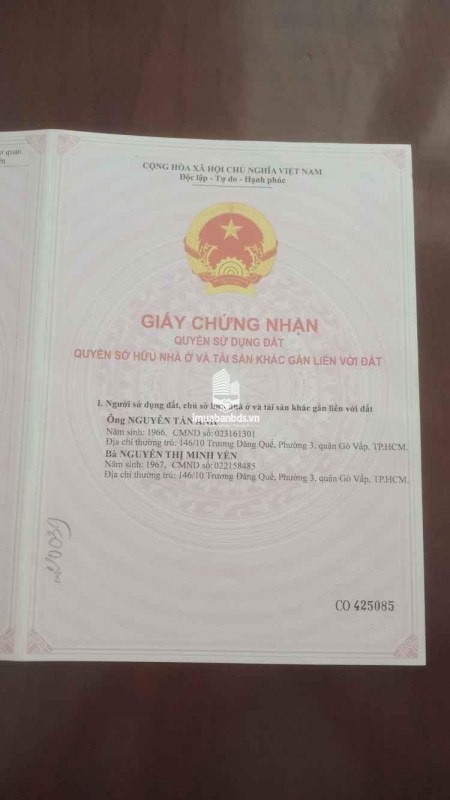 CỘNG HÒA XÃ HỘI CHỦ NGHĨA VIỆT NAM
Độc lập - Tự do - Hạnh phúc
GIẤY CHỨNG NHẬN
QUYỀN SỬ DỤNG ĐẤT
QUYỀN SỞ HỮU NHÀ Ở VÀ TÀI SẢN KHÁC GẮN LIỀN VỚI ĐẤT
I. Người sử dụng đất, chủ sở hữu nhà ở và tài sản khác gắn liền với đất
imuabanbds.vn
Ông NGUYỄN TẤN
Năm sinh: 1966, CMND số: 023161301
Địa chỉ thường trú: 146/10 Trương Đăng Quế, Phường 3, quận Gò Vấp, TP.HCM.
Bà NGUYỄN THỊ MINH YẾN
Năm sinh: 1967, CMND số: 022158485
Địa chỉ thường trú: 146/10 Trương Đăng Quế, Phường 3, quận Gò Vấp, TP.HCM.
CO 425085